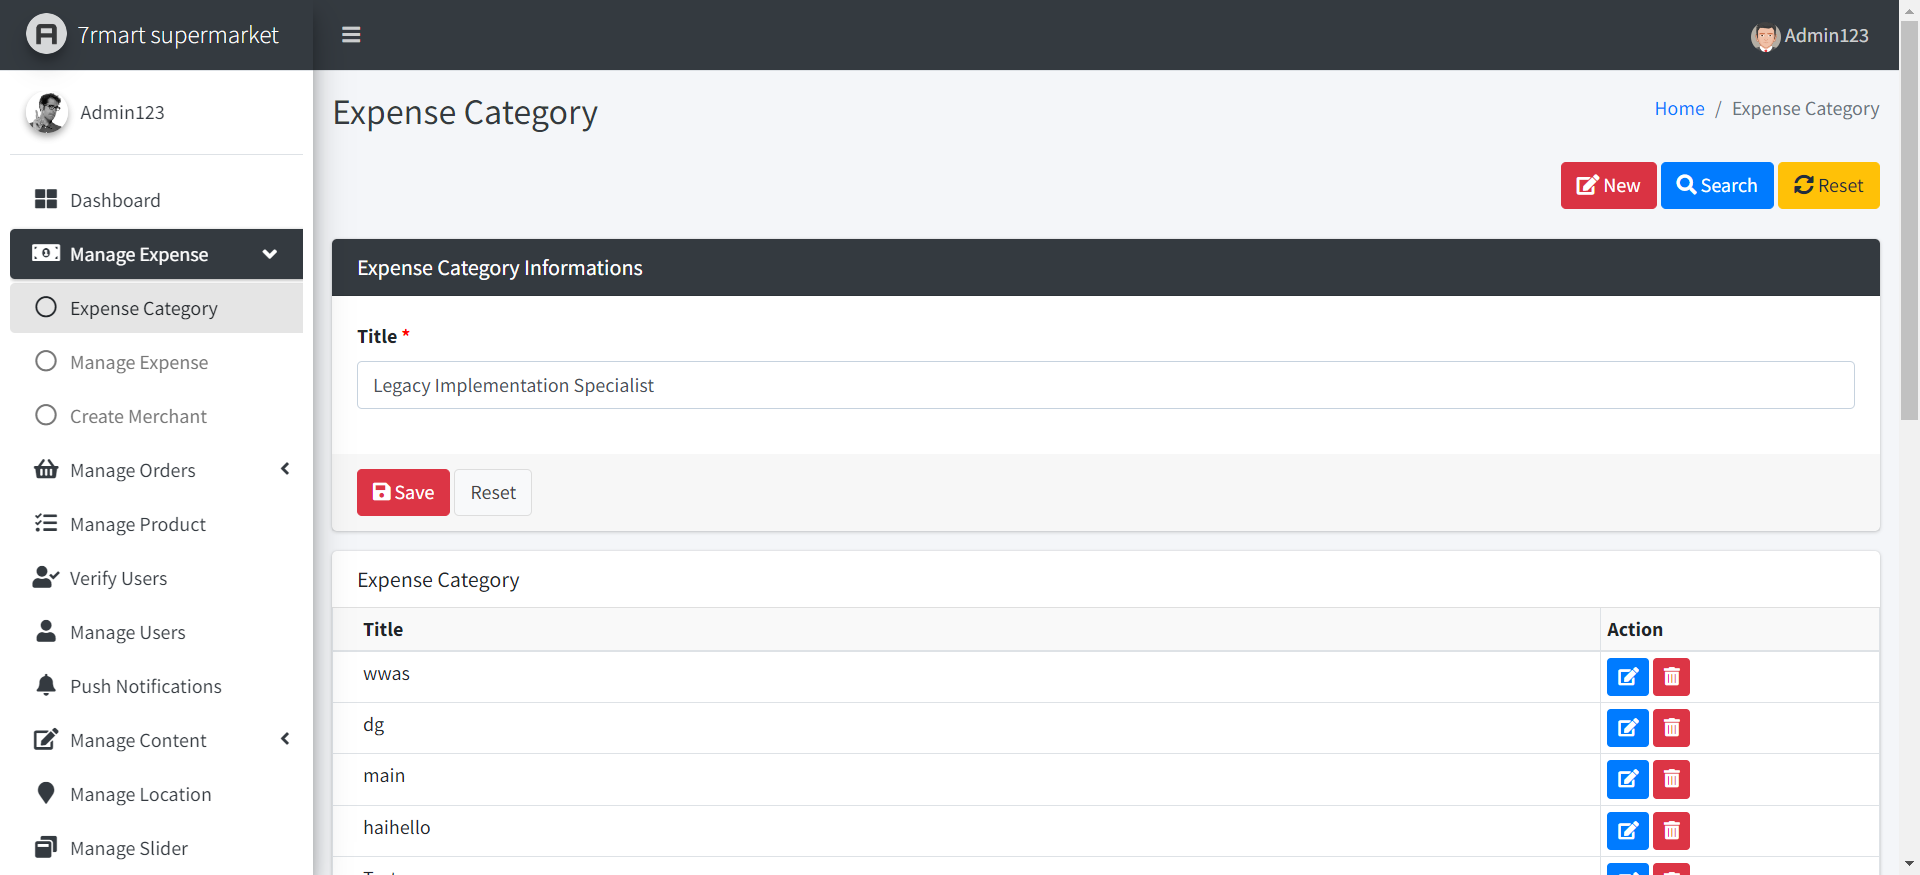 7rmart supermarket
Admin123
Admin123
Expense Category
Home / Expense Category
New
Search
Reset
Dashboard
Manage Expense
Expense Category
Manage Expense
Create Merchant
Manage Orders
Manage Product
Verify Users
Manage Users
Push Notifications
Manage Content
Manage Location
Manage Slider
Expense Category Informations
Title *
Legacy Implementation Specialist
Save
Reset
Expense Category
Title
Action
wwas
dg
main
haihello